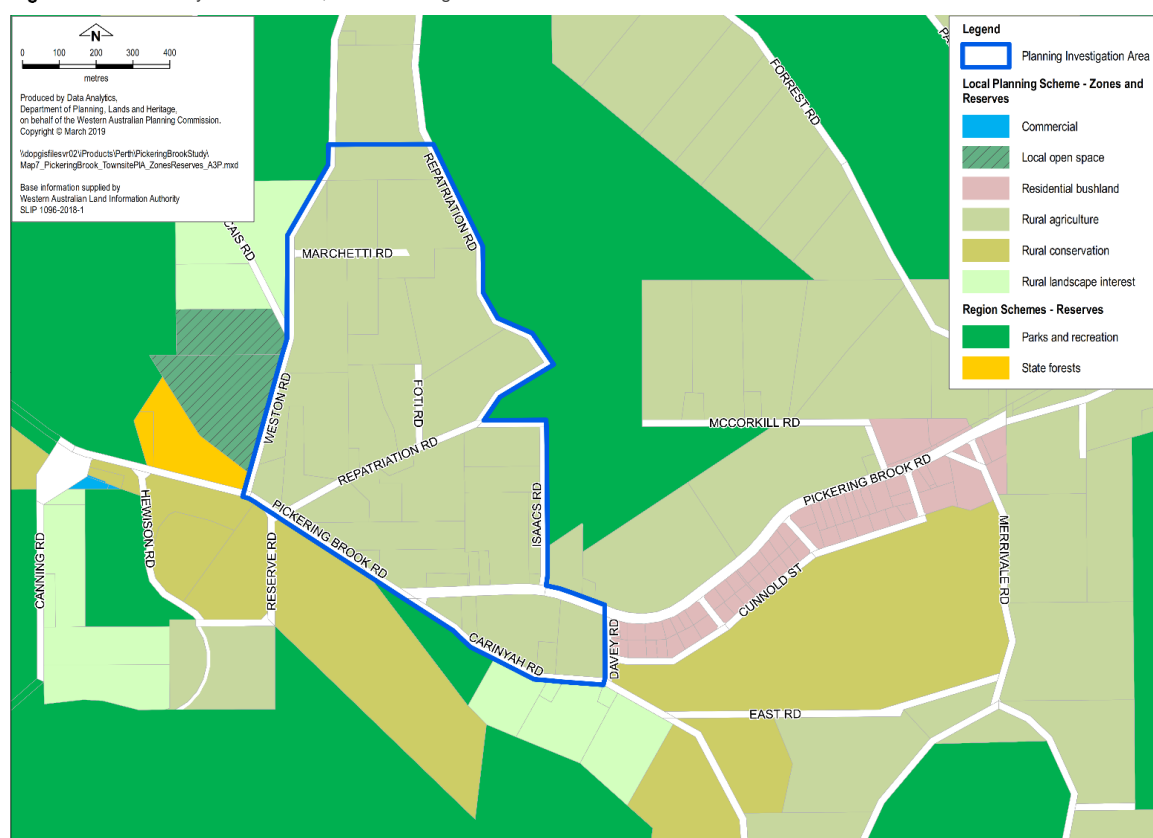 N
0 100 200 300 400
metres
Produced by Data Analytics,
Department of Planning, Lands and Heritage,
on behalf of the Western Australian Planning Commission.
Copyright © March 2019
\\dopgisfilesvr02\iProducts\Perth\PickeringBrookStudy\
Map7_PickeringBrook_TownsitePIA_ZonesReserves_A3P.mxd
Base information supplied by
Western Australian Land Information Authority
SLIP 1096-2018-1
Legend
Planning Investigation Area
Local Planning Scheme - Zones and
Reserves
Commercial
Local open space
Residential bushland
Rural agriculture
Rural conservation
Rural landscape interest
Region Schemes - Reserves
Parks and recreation
State forests
FORREST RD
REPATRIATION RD
CAIS RD
MARCHETTI RD
WESTON RD
FOTI RD
MCCORKILL RD
REPATRIATION RD
PICKERING BROOK RD
HEWISON RD
PICKERING BROOK RD
ISAACS RD
CANNING RD
RESERVE RD
CUNNOLD ST
MERRIVALE RD
CARINYAH RD
DAVEY RD
EAST RD